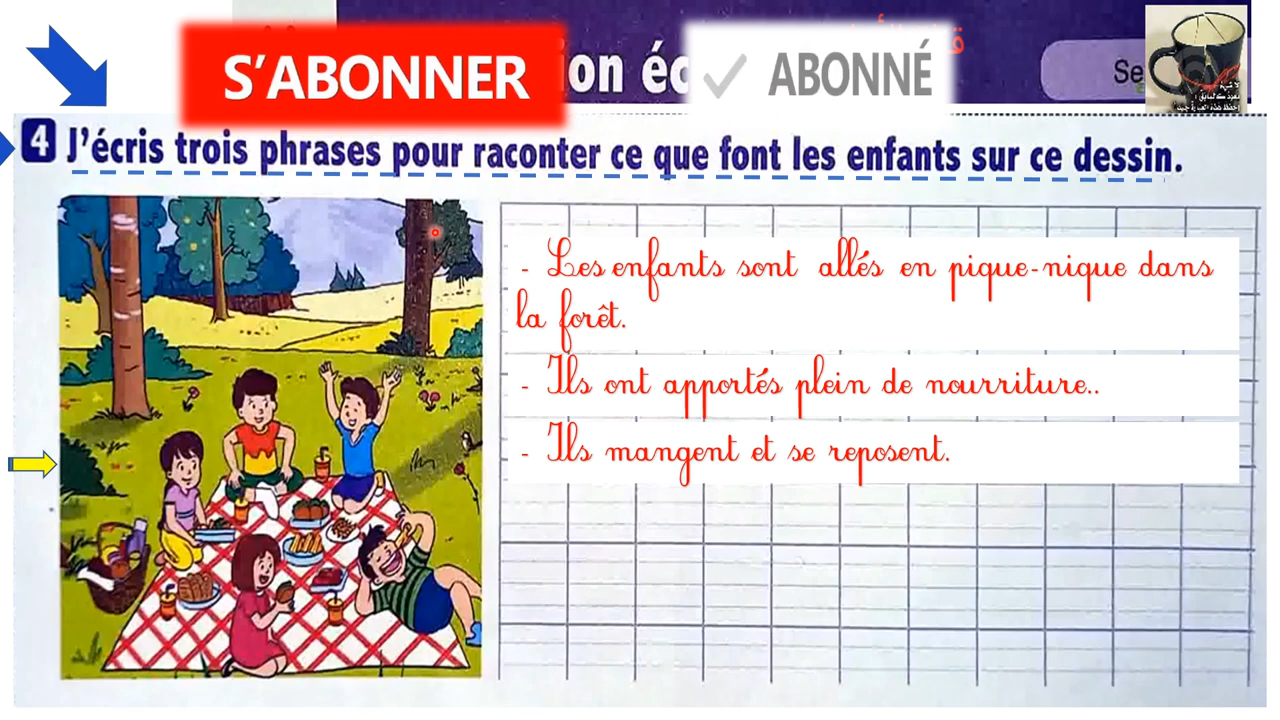 S'ABONNER
ion éc
ABONNÉ
Se
4 J'écris trois phrases pour raconter ce que font les enfants sur ce dessin.
- Les enfants sont allés en pique-nique dans
la forêt.
- Ils ont apportés plein de nourriture..
- Ils mangent et se reposent.